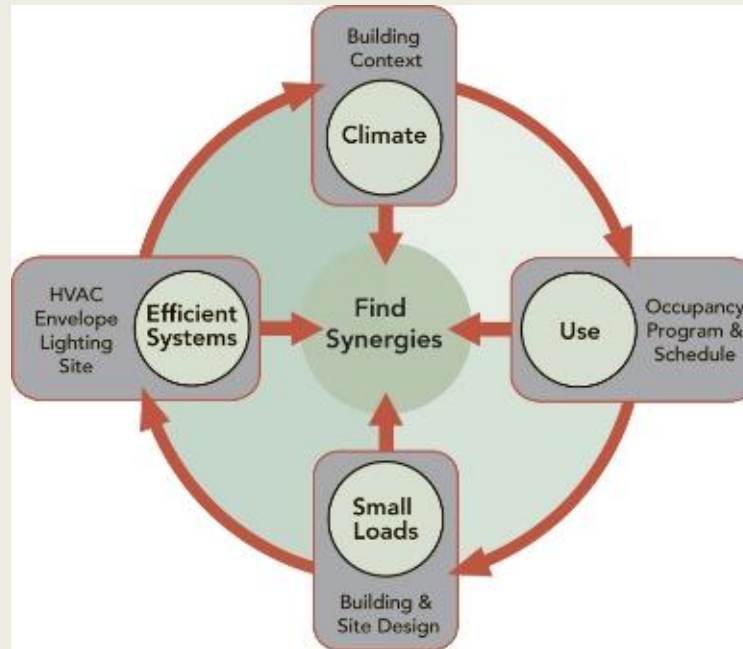 Building
Context
Climate
HVAC
Envelope
Lighting
Site
Efficient
Systems
Find
Synergies
Use
Occupancy
Program &
Schedule
Small
Loads
Building &
Site Design